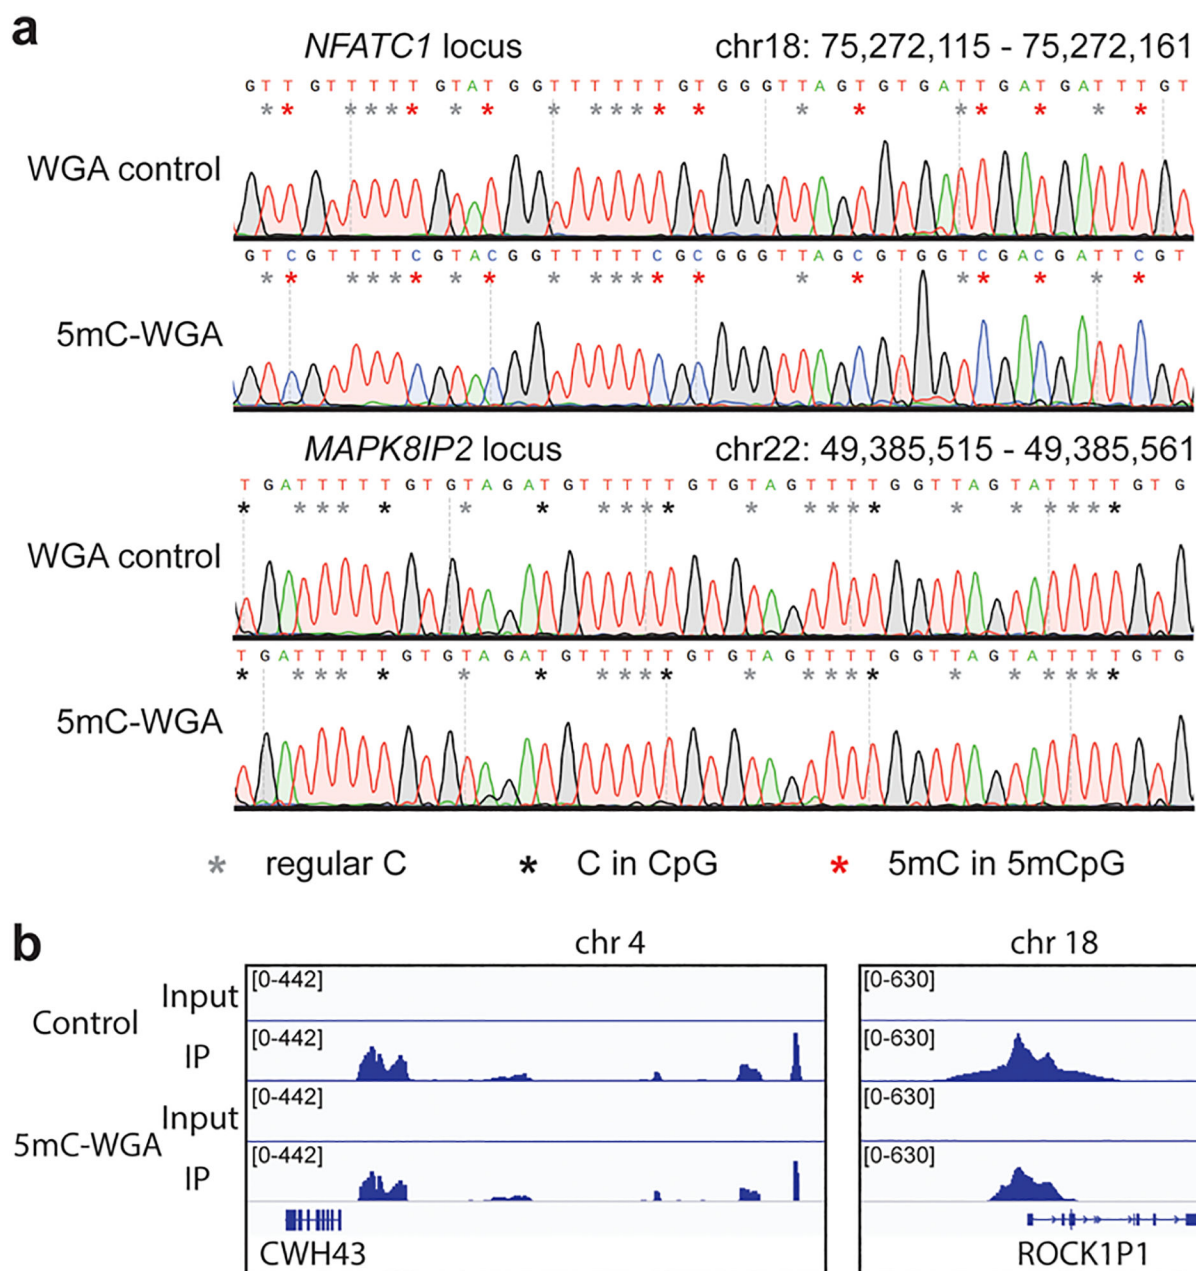 a
NFATC1 locus chr18: 75,272,115 - 75,272,161
G T T G T T T T T G T A T G G T T T T T T G T G G G T T A G T G T G A T T G A T G A T T T G T
WGA control
G T C G T T T T C G T A C G G T T T T T C G C G G G T T A G C G T G G T C G A C G A T T C G T
5mC-WGA
MAPK8IP2 locus chr22: 49,385,515 - 49,385,561
T G A T T T T T G T G T A G A T G T T T T T G T G T A G T T T T G G T T A G T A T T T T G T G
WGA control
T G A T T T T T G T G T A G A T G T T T T T G T G T A G T T T T G G T T A G T A T T T T G T G
5mC-WGA
* regular C * C in CpG * 5mC in 5mCpG
b
chr 4 chr 18
Control
Input [0-442] [0-630]
IP [0-442] [0-630]
5mC-WGA
Input [0-442] [0-630]
IP [0-442] [0-630]
CWH43 ROCK1P1